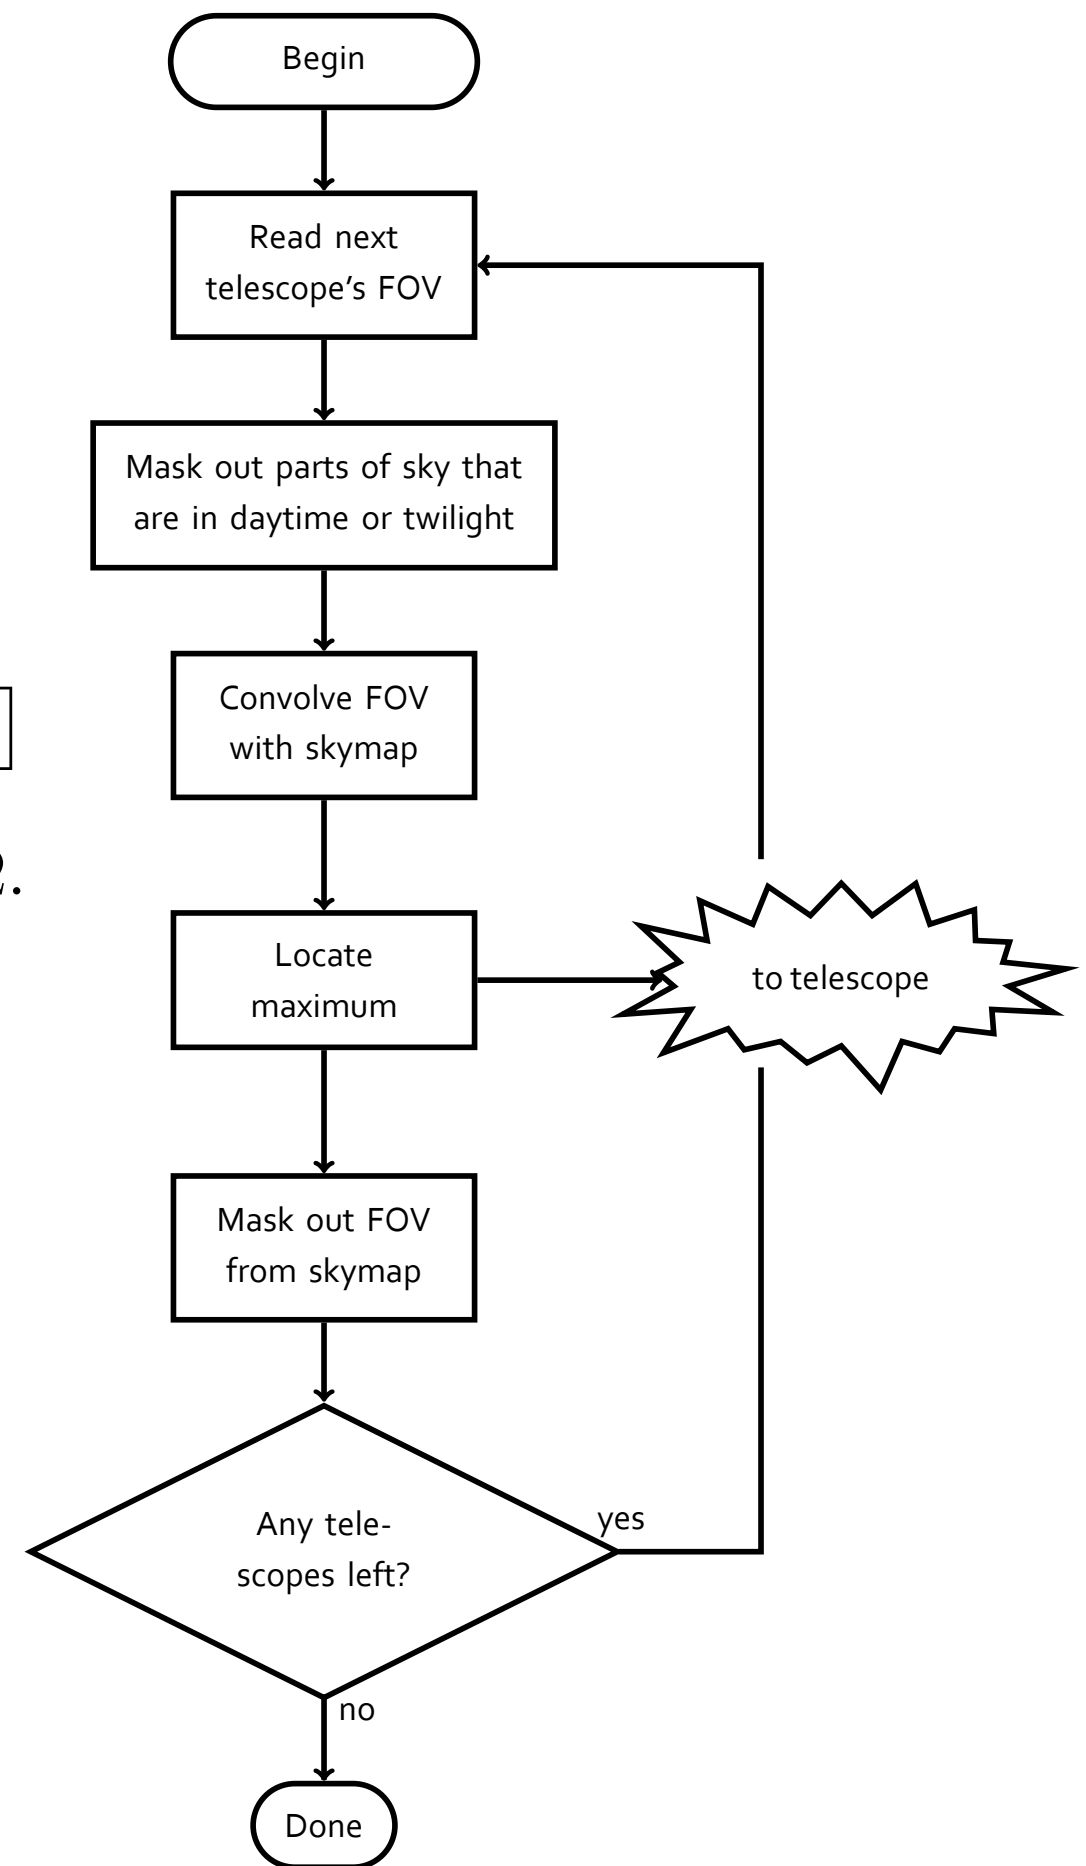 Begin
Read next
telescope’s FOV
Mask out parts of sky that
are in daytime or twilight
Convolve FOV
with skymap
Locate
maximum
to telescope
Mask out FOV
from skymap
Any tele-
scopes left?
yes
no
Done